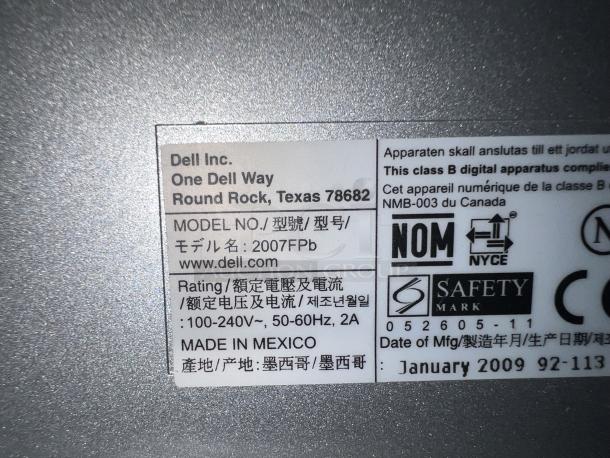 Dell Inc.
One Dell Way
Round Rock, Texas 78682
MODEL NO./型號/型号/
モデル名: 2007FPb
www.dell.com
Rating/額定電壓及電流
/额定电压及电流/제조년월일
:100-240V~, 50-60Hz, 2A
MADE IN MEXICO
產地/产地:墨西哥/墨西哥
Apparaten skall anslutas till ett jordat
This class B digital apparatus
Cet appareil numérique de la classe B
NMB-003 du Canada
NOM
NYCE
N
S SAFETY
MARK
052605-11
CE
Date of Mfg/製造年月/生产日期/제조
: January 2009 92-113
GROUP